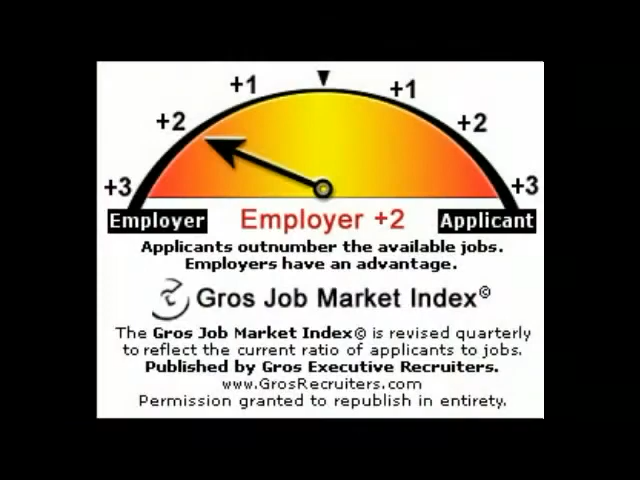 +1 +1
+2 +2
+3 +3
Employer Employer +2 Applicant
Applicants outnumber the available jobs.
Employers have an advantage.
Gros Job Market Index©
The Gros Job Market Index© is revised quarterly
to reflect the current ratio of applicants to jobs.
Published by Gros Executive Recruiters.
www.GrosRecruiters.com
Permission granted to republish in entirety.